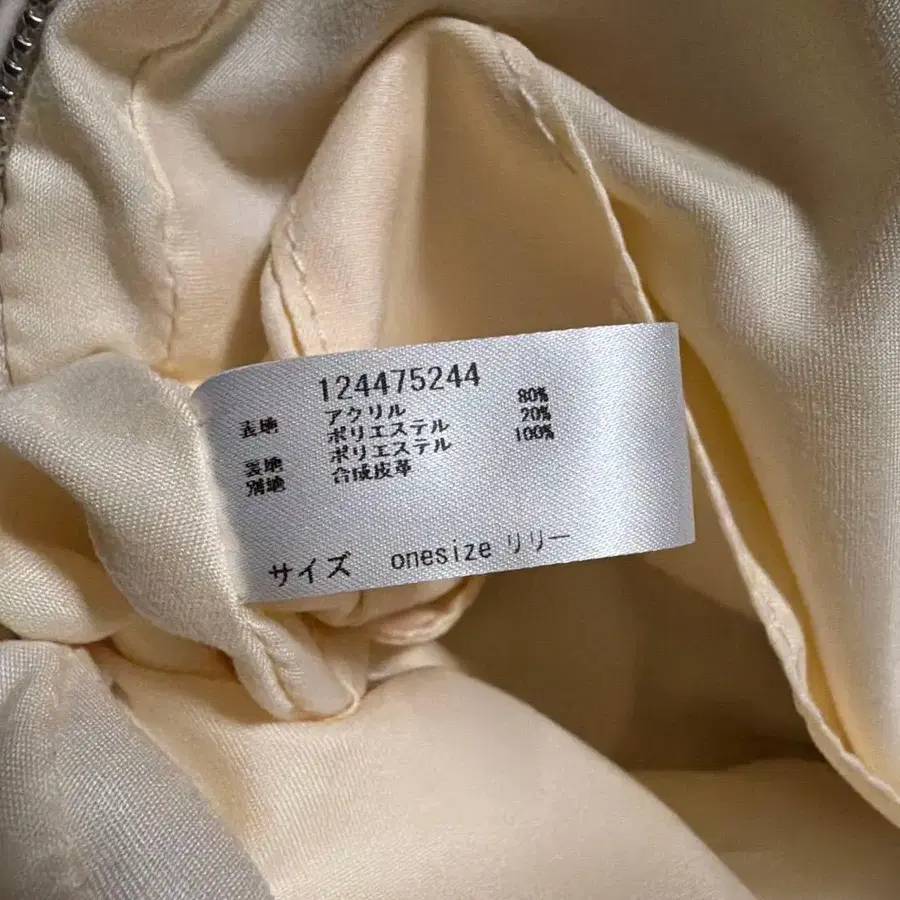 124475244
表地 アクリル 80%
ポリエステル 20%
裏地 ポリエステル 100%
別地 合成皮革
サイズ onesize リリー